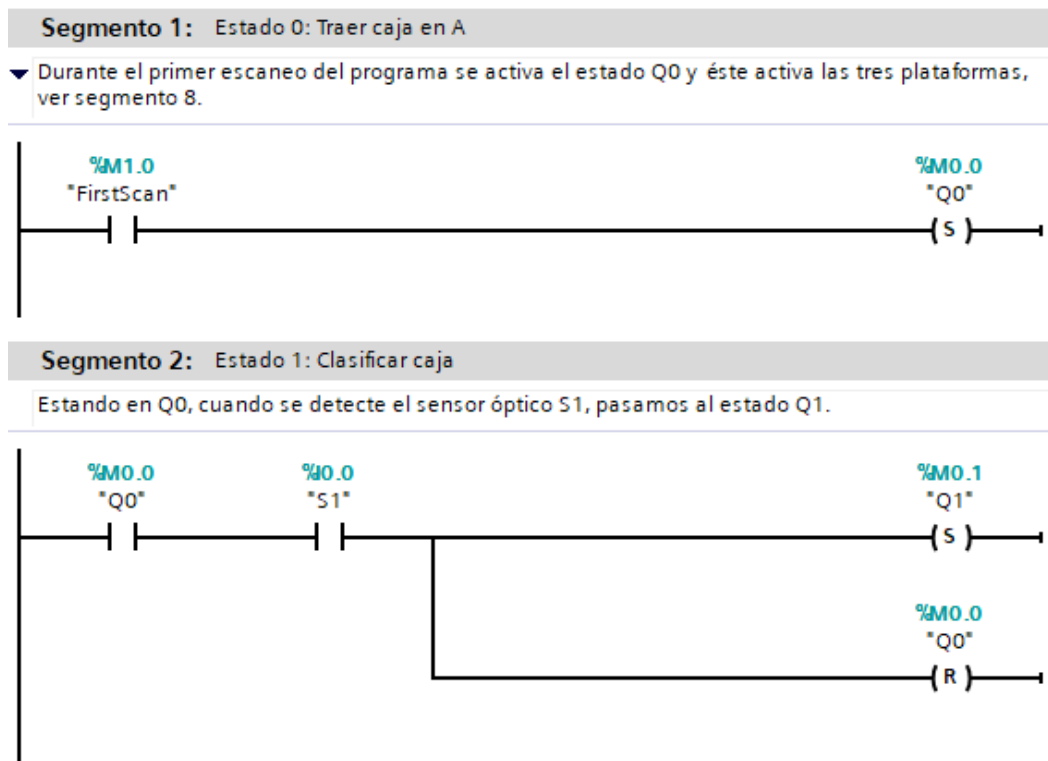 Segmento 1: Estado 0: Traer caja en A
Durante el primer escaneo del programa se activa el estado Q0 y éste activa las tres plataformas,
ver segmento 8.
%M1.0
"FirstScan"
%M0.0
"Q0"
S
Segmento 2: Estado 1: Clasificar caja
Estando en Q0, cuando se detecte el sensor óptico S1, pasamos al estado Q1.
%M0.0
"Q0"
%I0.0
"S1"
%M0.1
"Q1"
S
%M0.0
"Q0"
R